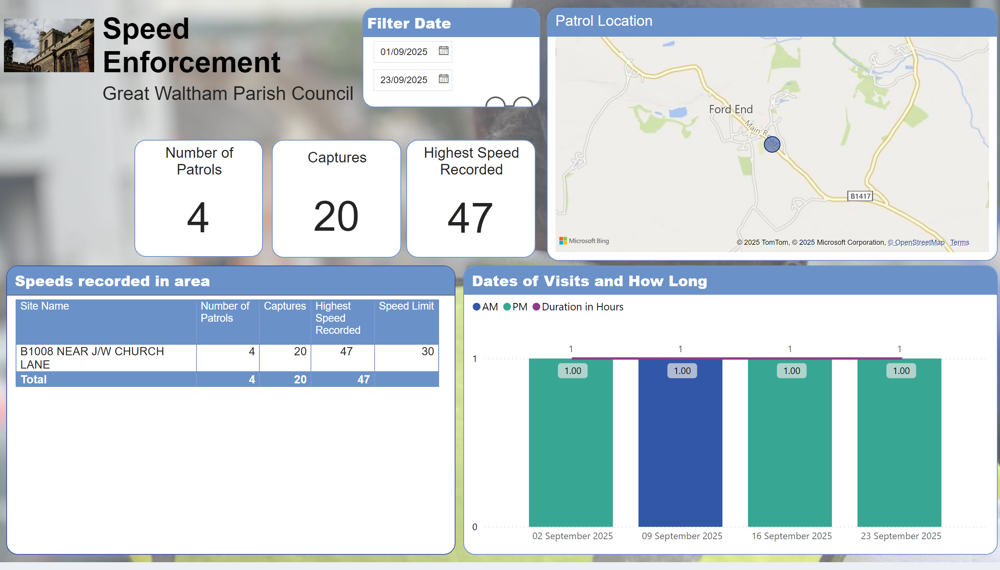 Speed
Enforcement
Great Waltham Parish Council
Filter Date
01/09/2025
23/09/2025
Number of
Patrols
4
Captures
20
Highest Speed
Recorded
47
Patrol Location
Ford End
Main Road
B1417
Microsoft Bing
© 2025 TomTom, © 2025 Microsoft Corporation, © OpenStreetMap Terms
Speeds recorded in area
Site Name Number of Captures Highest Speed Limit
Patrols Speed
Recorded
B1008 NEAR J/W CHURCH 4 20 47 30
LANE
Total 4 20 47
Dates of Visits and How Long
AM PM Duration in Hours
1 1 1 1
1
1.00 1.00 1.00 1.00
0
02 September 2025 09 September 2025 16 September 2025 23 September 2025